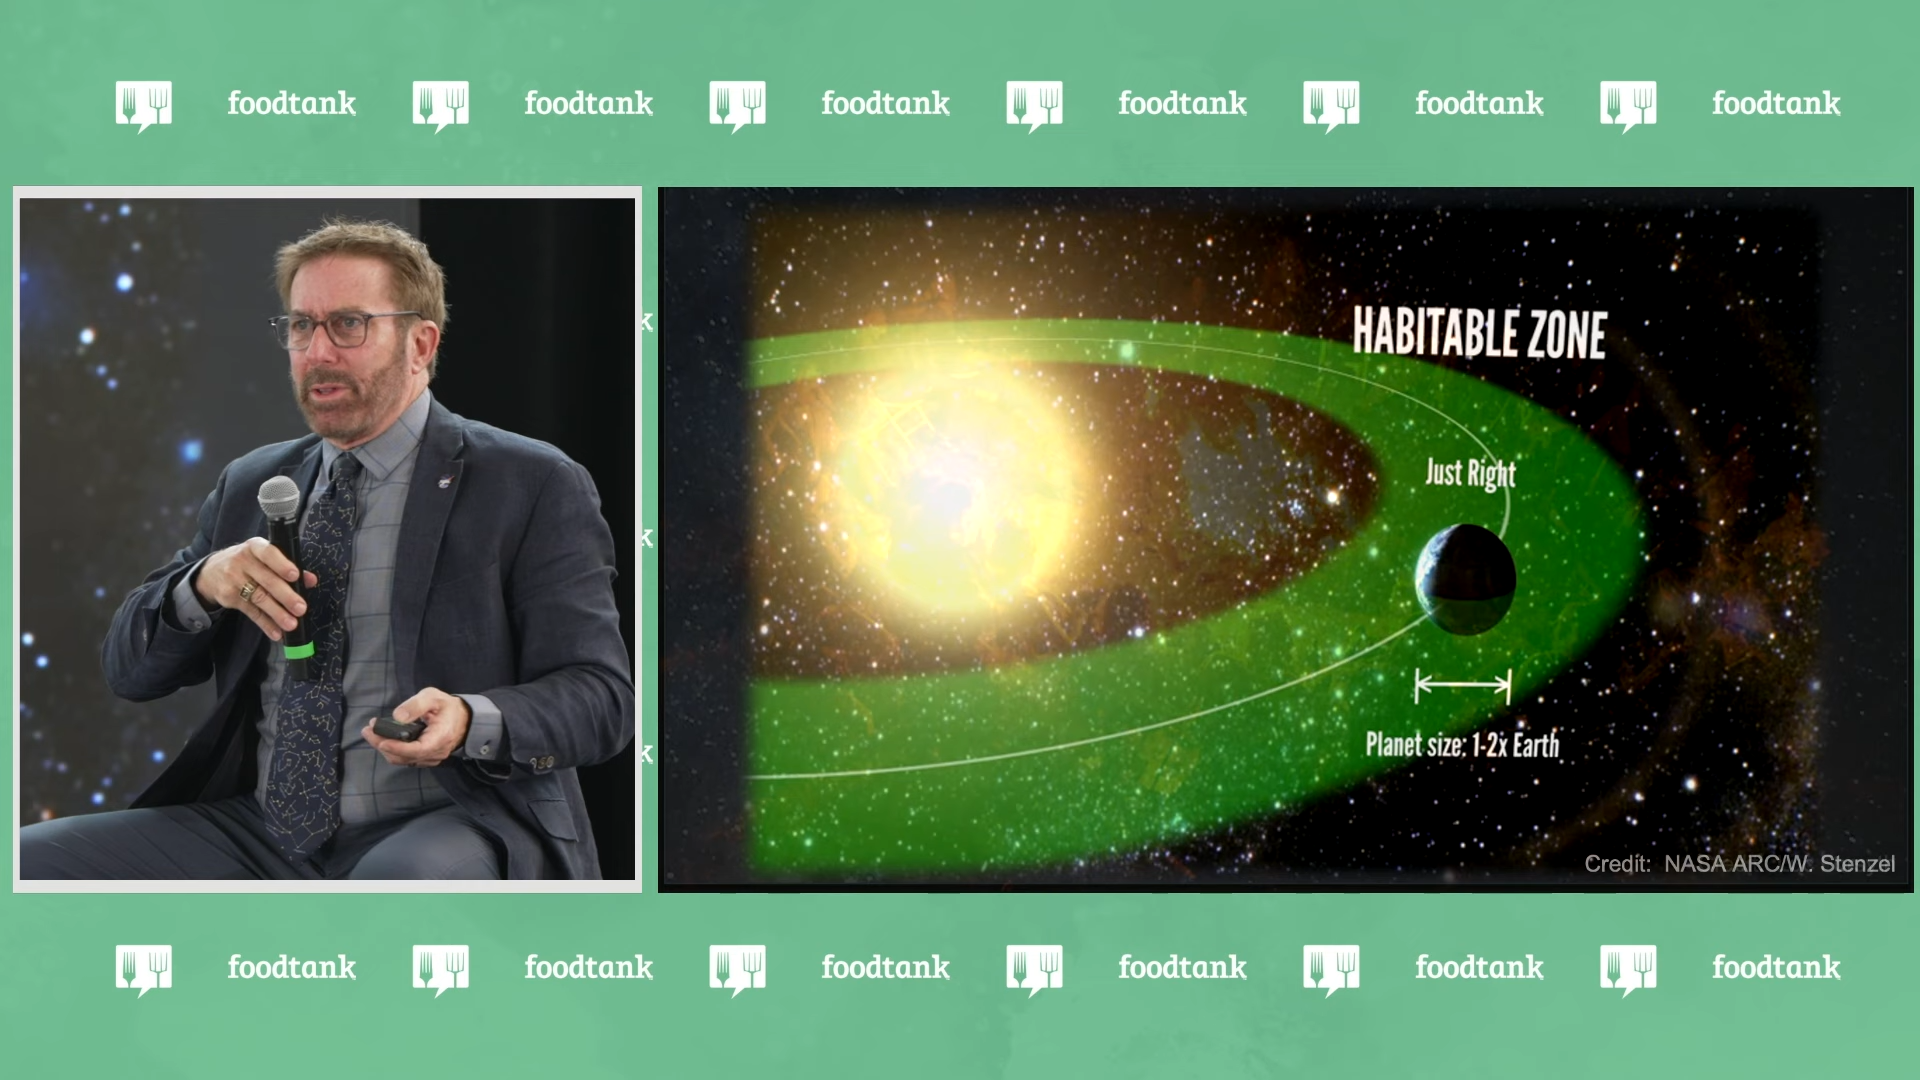 foodtank foodtank foodtank foodtank foodtank foodtank
k
HABITABLE ZONE
Just Right
k
Planet size: 1-2x Earth
k
Credit: NASA ARC/W. Stenzel
foodtank foodtank foodtank foodtank foodtank foodtank